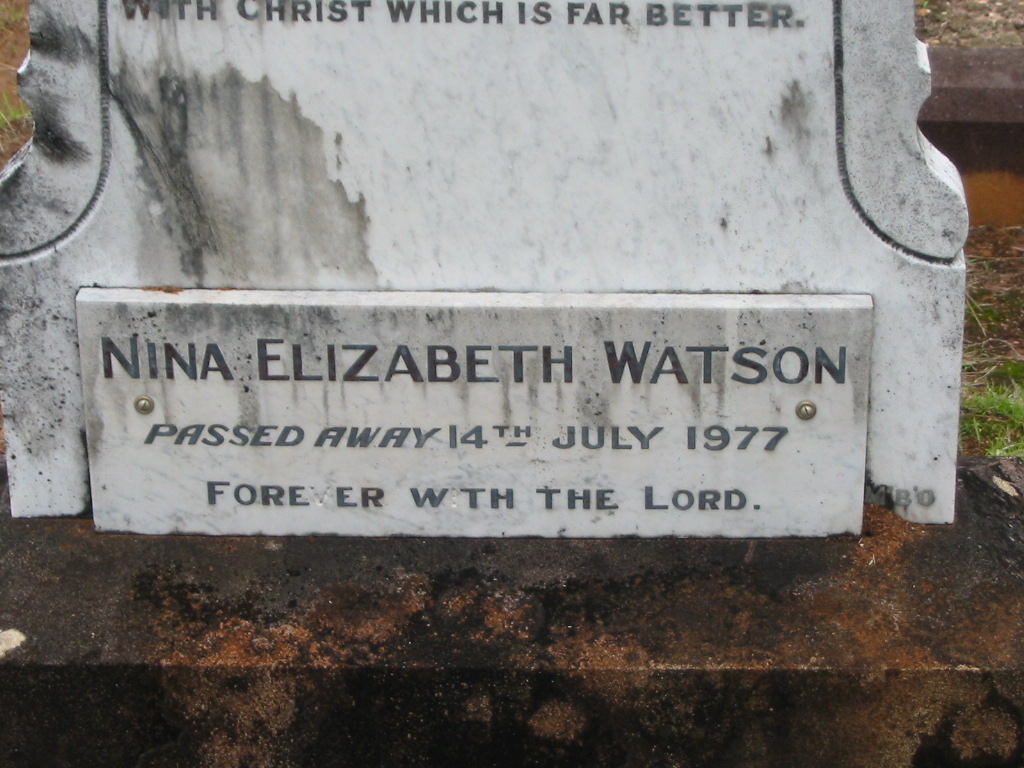 WITH CHRIST WHICH IS FAR BETTER.
NINA ELIZABETH WATSON
PASSED AWAY 14TH JULY 1977
FOREVER WITH THE LORD.